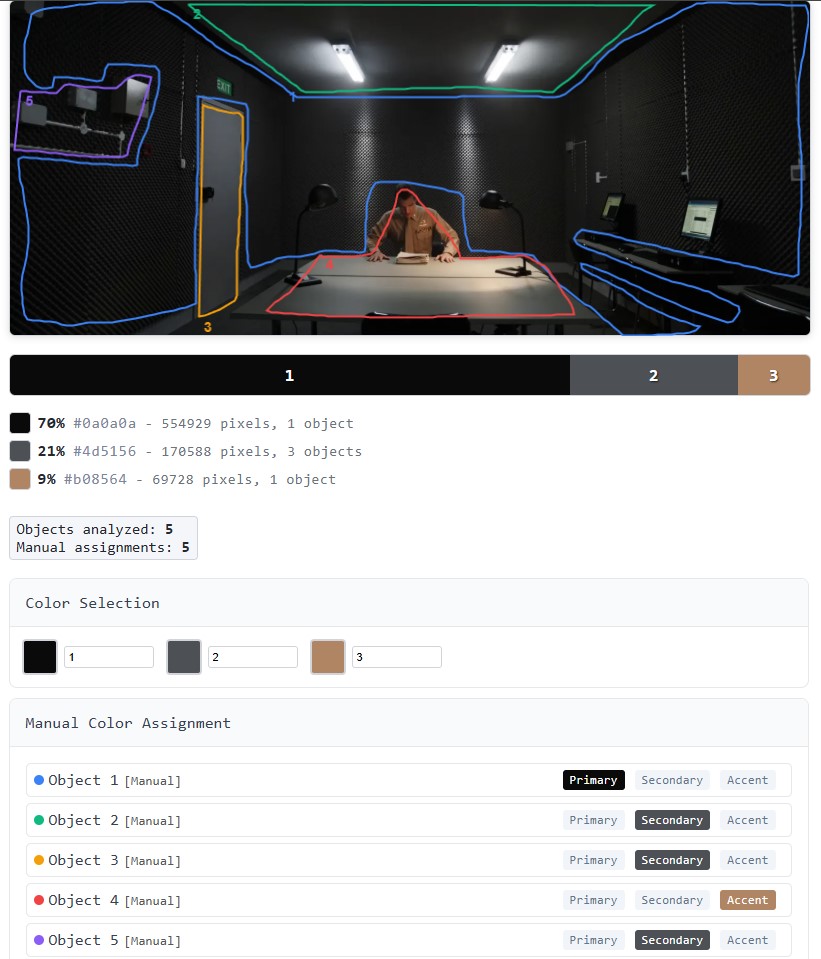 2
EXIT
5
1
4
3
1 2 3
70% #0a0a0a - 554929 pixels, 1 object
21% #4d5156 - 170588 pixels, 3 objects
9% #b08564 - 69728 pixels, 1 object
Objects analyzed: 5
Manual assignments: 5
Color Selection
1 2 3
Manual Color Assignment
Object 1 [Manual] Primary Secondary Accent
Object 2 [Manual] Primary Secondary Accent
Object 3 [Manual] Primary Secondary Accent
Object 4 [Manual] Primary Secondary Accent
Object 5 [Manual] Primary Secondary Accent